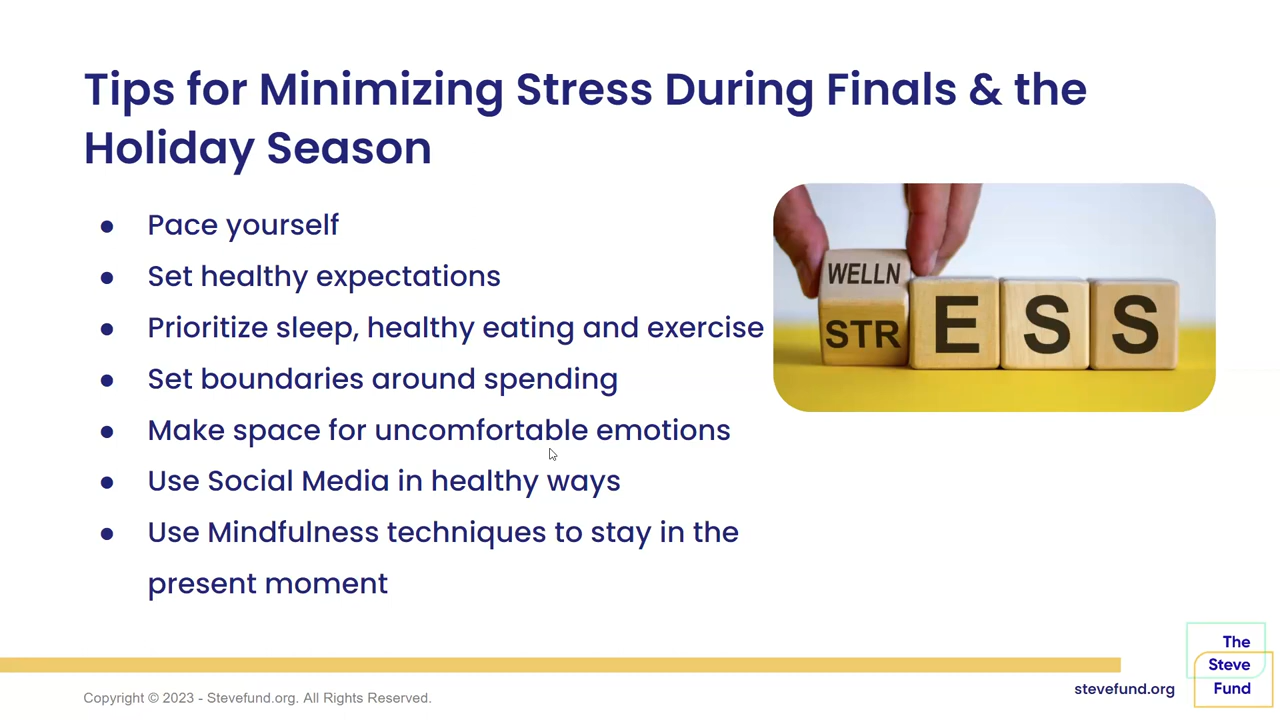 Tips for Minimizing Stress During Finals & the
Holiday Season
● Pace yourself
● Set healthy expectations
● Prioritize sleep, healthy eating and exercise
● Set boundaries around spending
● Make space for uncomfortable emotions
● Use Social Media in healthy ways
● Use Mindfulness techniques to stay in the
present moment
WELLN
STR E S S
Copyright © 2023 - Stevefund.org. All Rights Reserved.
stevefund.org
The
Steve
Fund